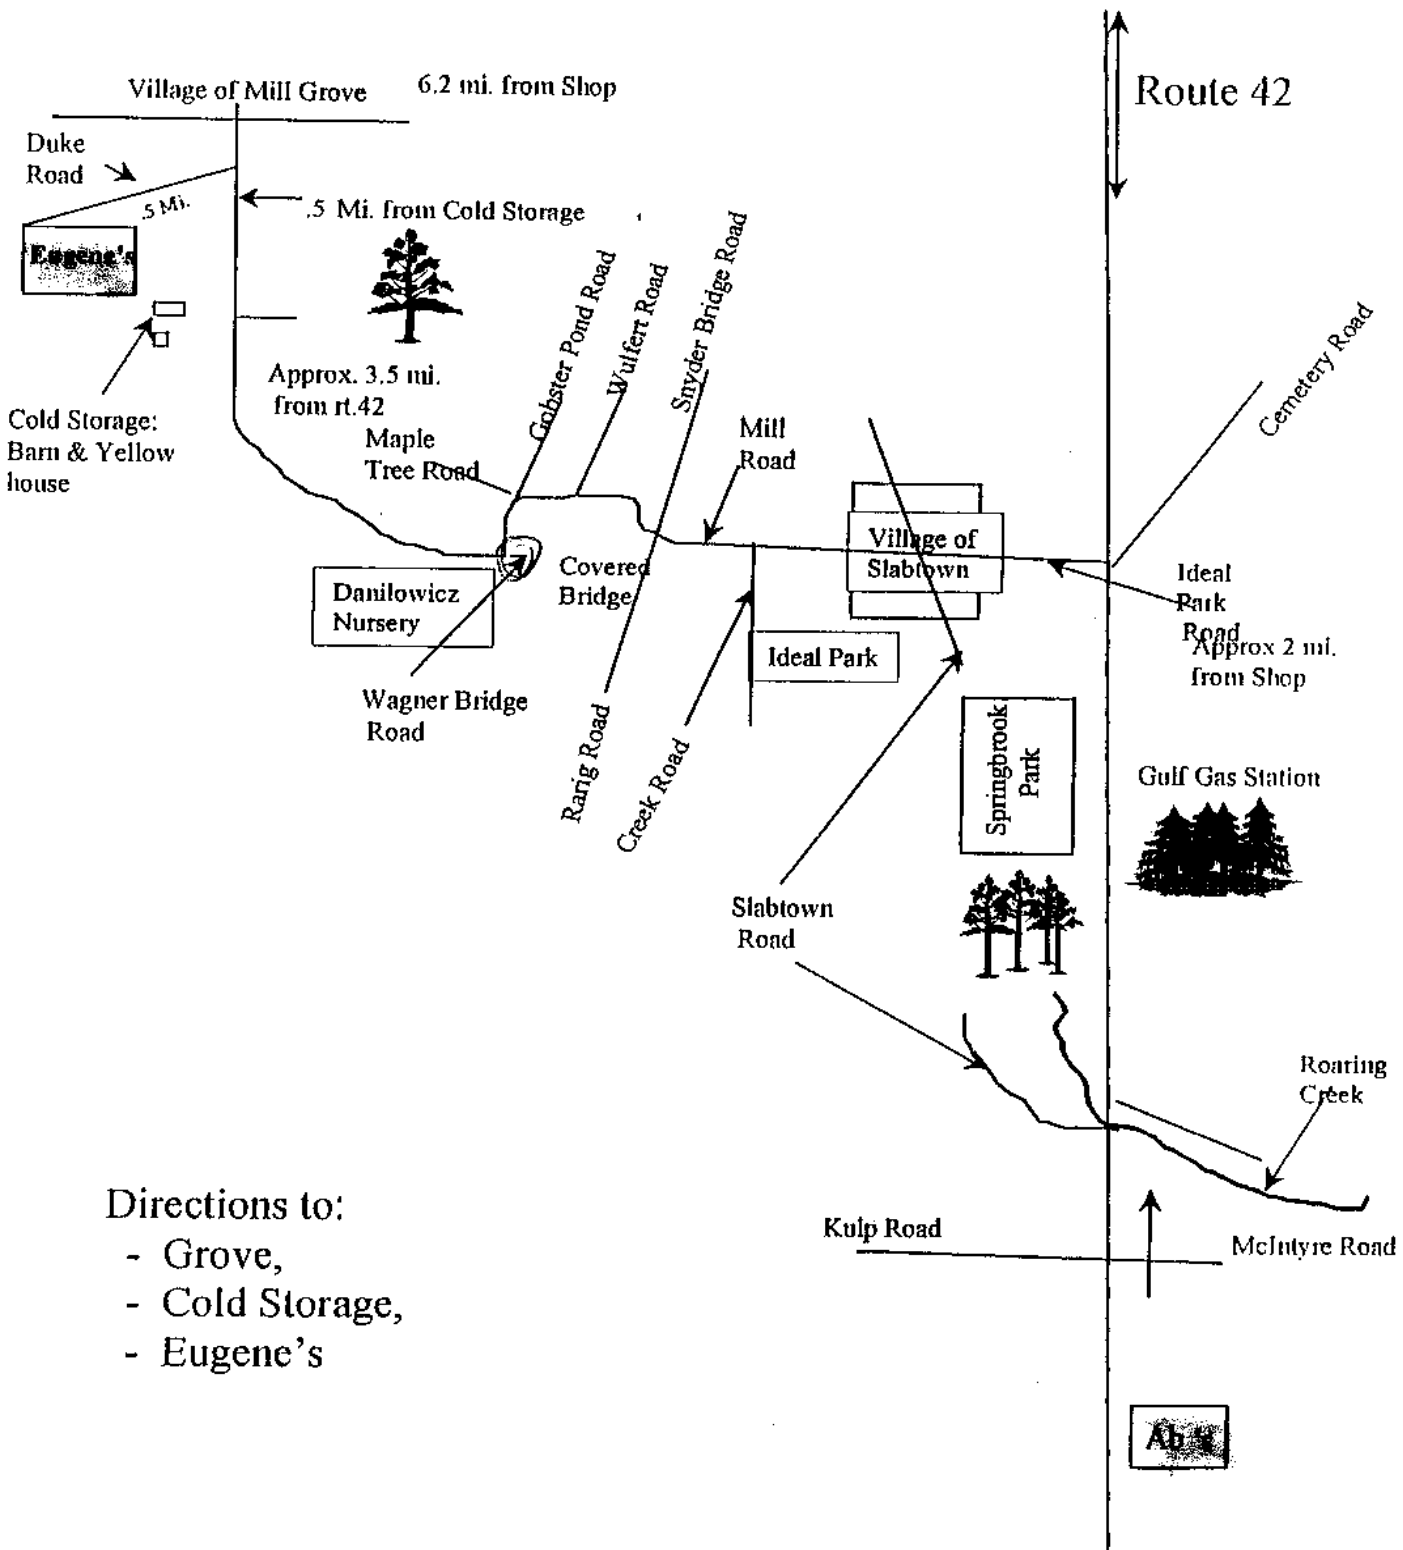 Village of Mill Grove
6.2 mi. from Shop
Route 42
Duke
Road
.5 Mi.
.5 Mi. from Cold Storage
Eugene's
Cold Storage:
Barn & Yellow
house
Approx. 3.5 mi.
from rt.42
Maple
Tree Road
Gobster Pond Road
Wulfert Road
Snyder Bridge Road
Mill
Road
Cemetery Road
Village of
Slabtown
Ideal
Park
Road
Approx 2 mi.
from Shop
Danilowicz
Nursery
Covered
Bridge
Ideal Park
Wagner Bridge
Road
Rarig Road
Creek Road
Springbrook
Park
Gulf Gas Station
Slabtown
Road
Roaring
Creek
Kulp Road
McIntyre Road
Directions to:
- Grove,
- Cold Storage,
- Eugene's